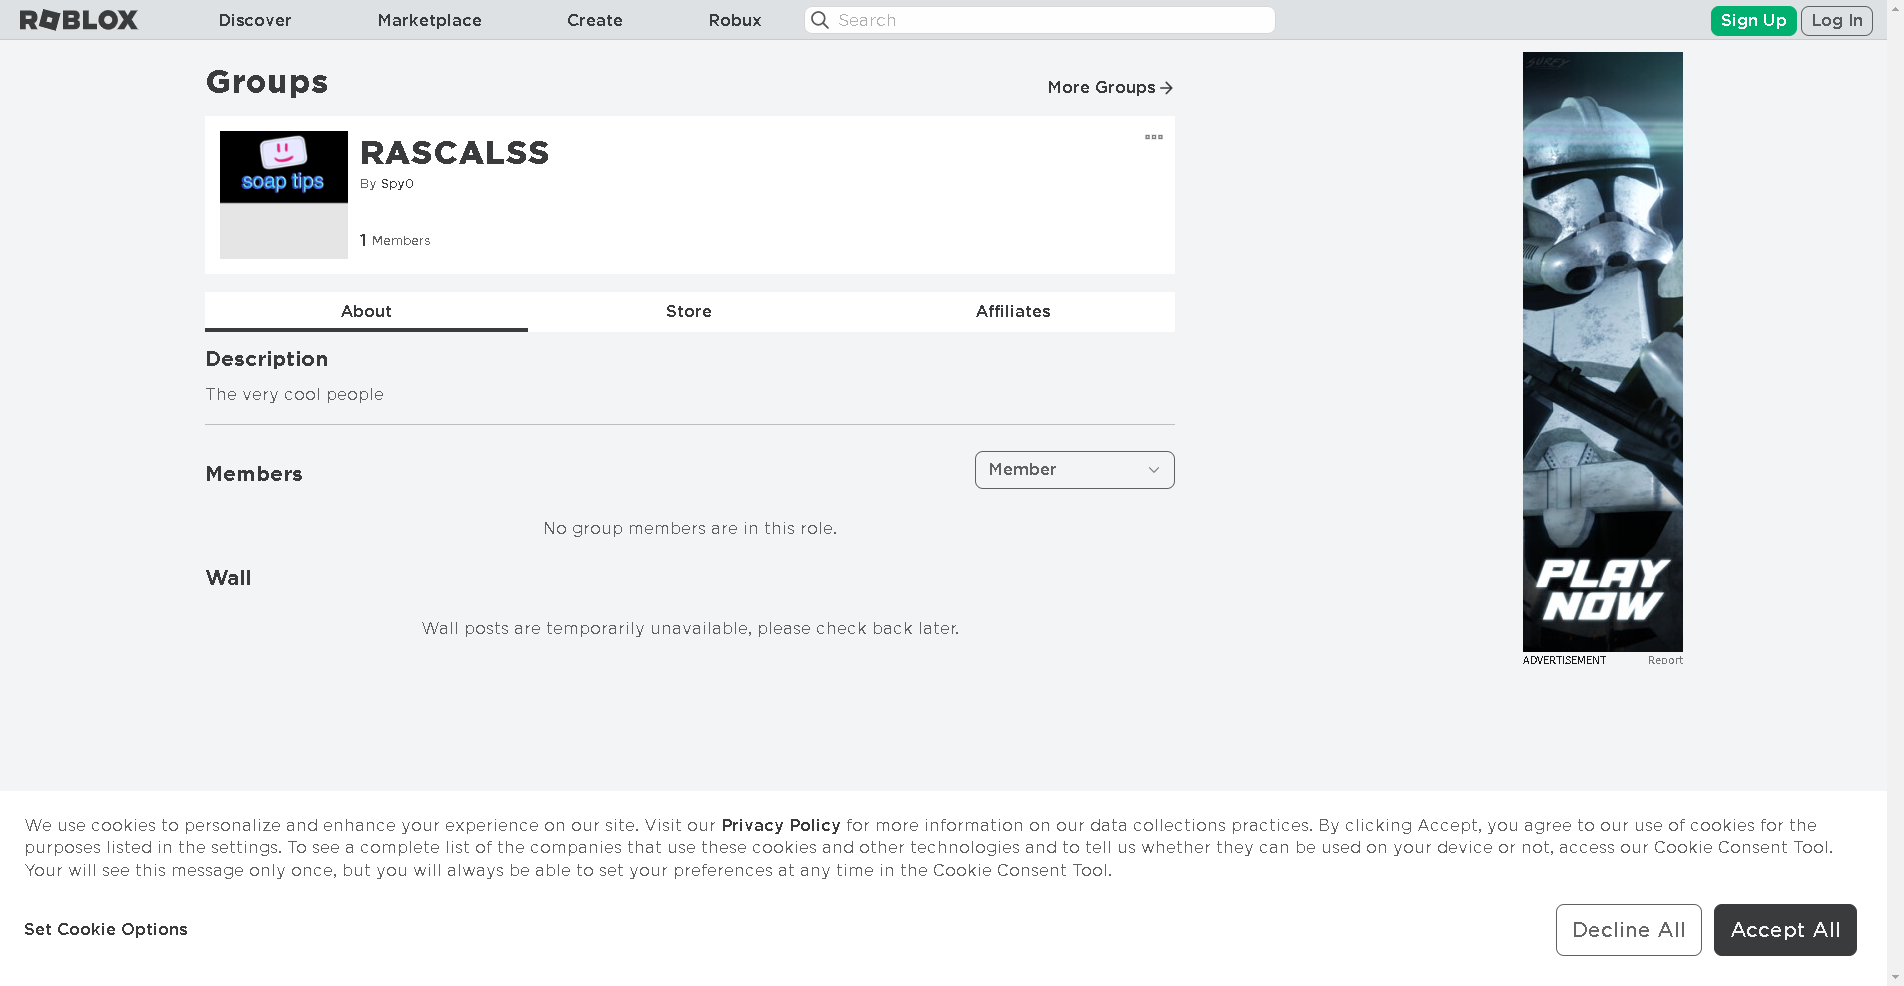 ROBLOX
Discover
Marketplace
Create
Robux
Search
Sign Up
Log In
Groups
More Groups
soap tips
RASCALSS
By Spy0
1 Members
About
Store
Affiliates
Description
The very cool people
Members
Member
No group members are in this role.
Wall
Wall posts are temporarily unavailable, please check back later.
PLAY
NOW
ADVERTISEMENT
Report
We use cookies to personalize and enhance your experience on our site. Visit our Privacy Policy for more information on our data collections practices. By clicking Accept, you agree to our use of cookies for the
purposes listed in the settings. To see a complete list of the companies that use these cookies and other technologies and to tell us whether they can be used on your device or not, access our Cookie Consent Tool.
Your will see this message only once, but you will always be able to set your preferences at any time in the Cookie Consent Tool.
Set Cookie Options
Decline All
Accept All